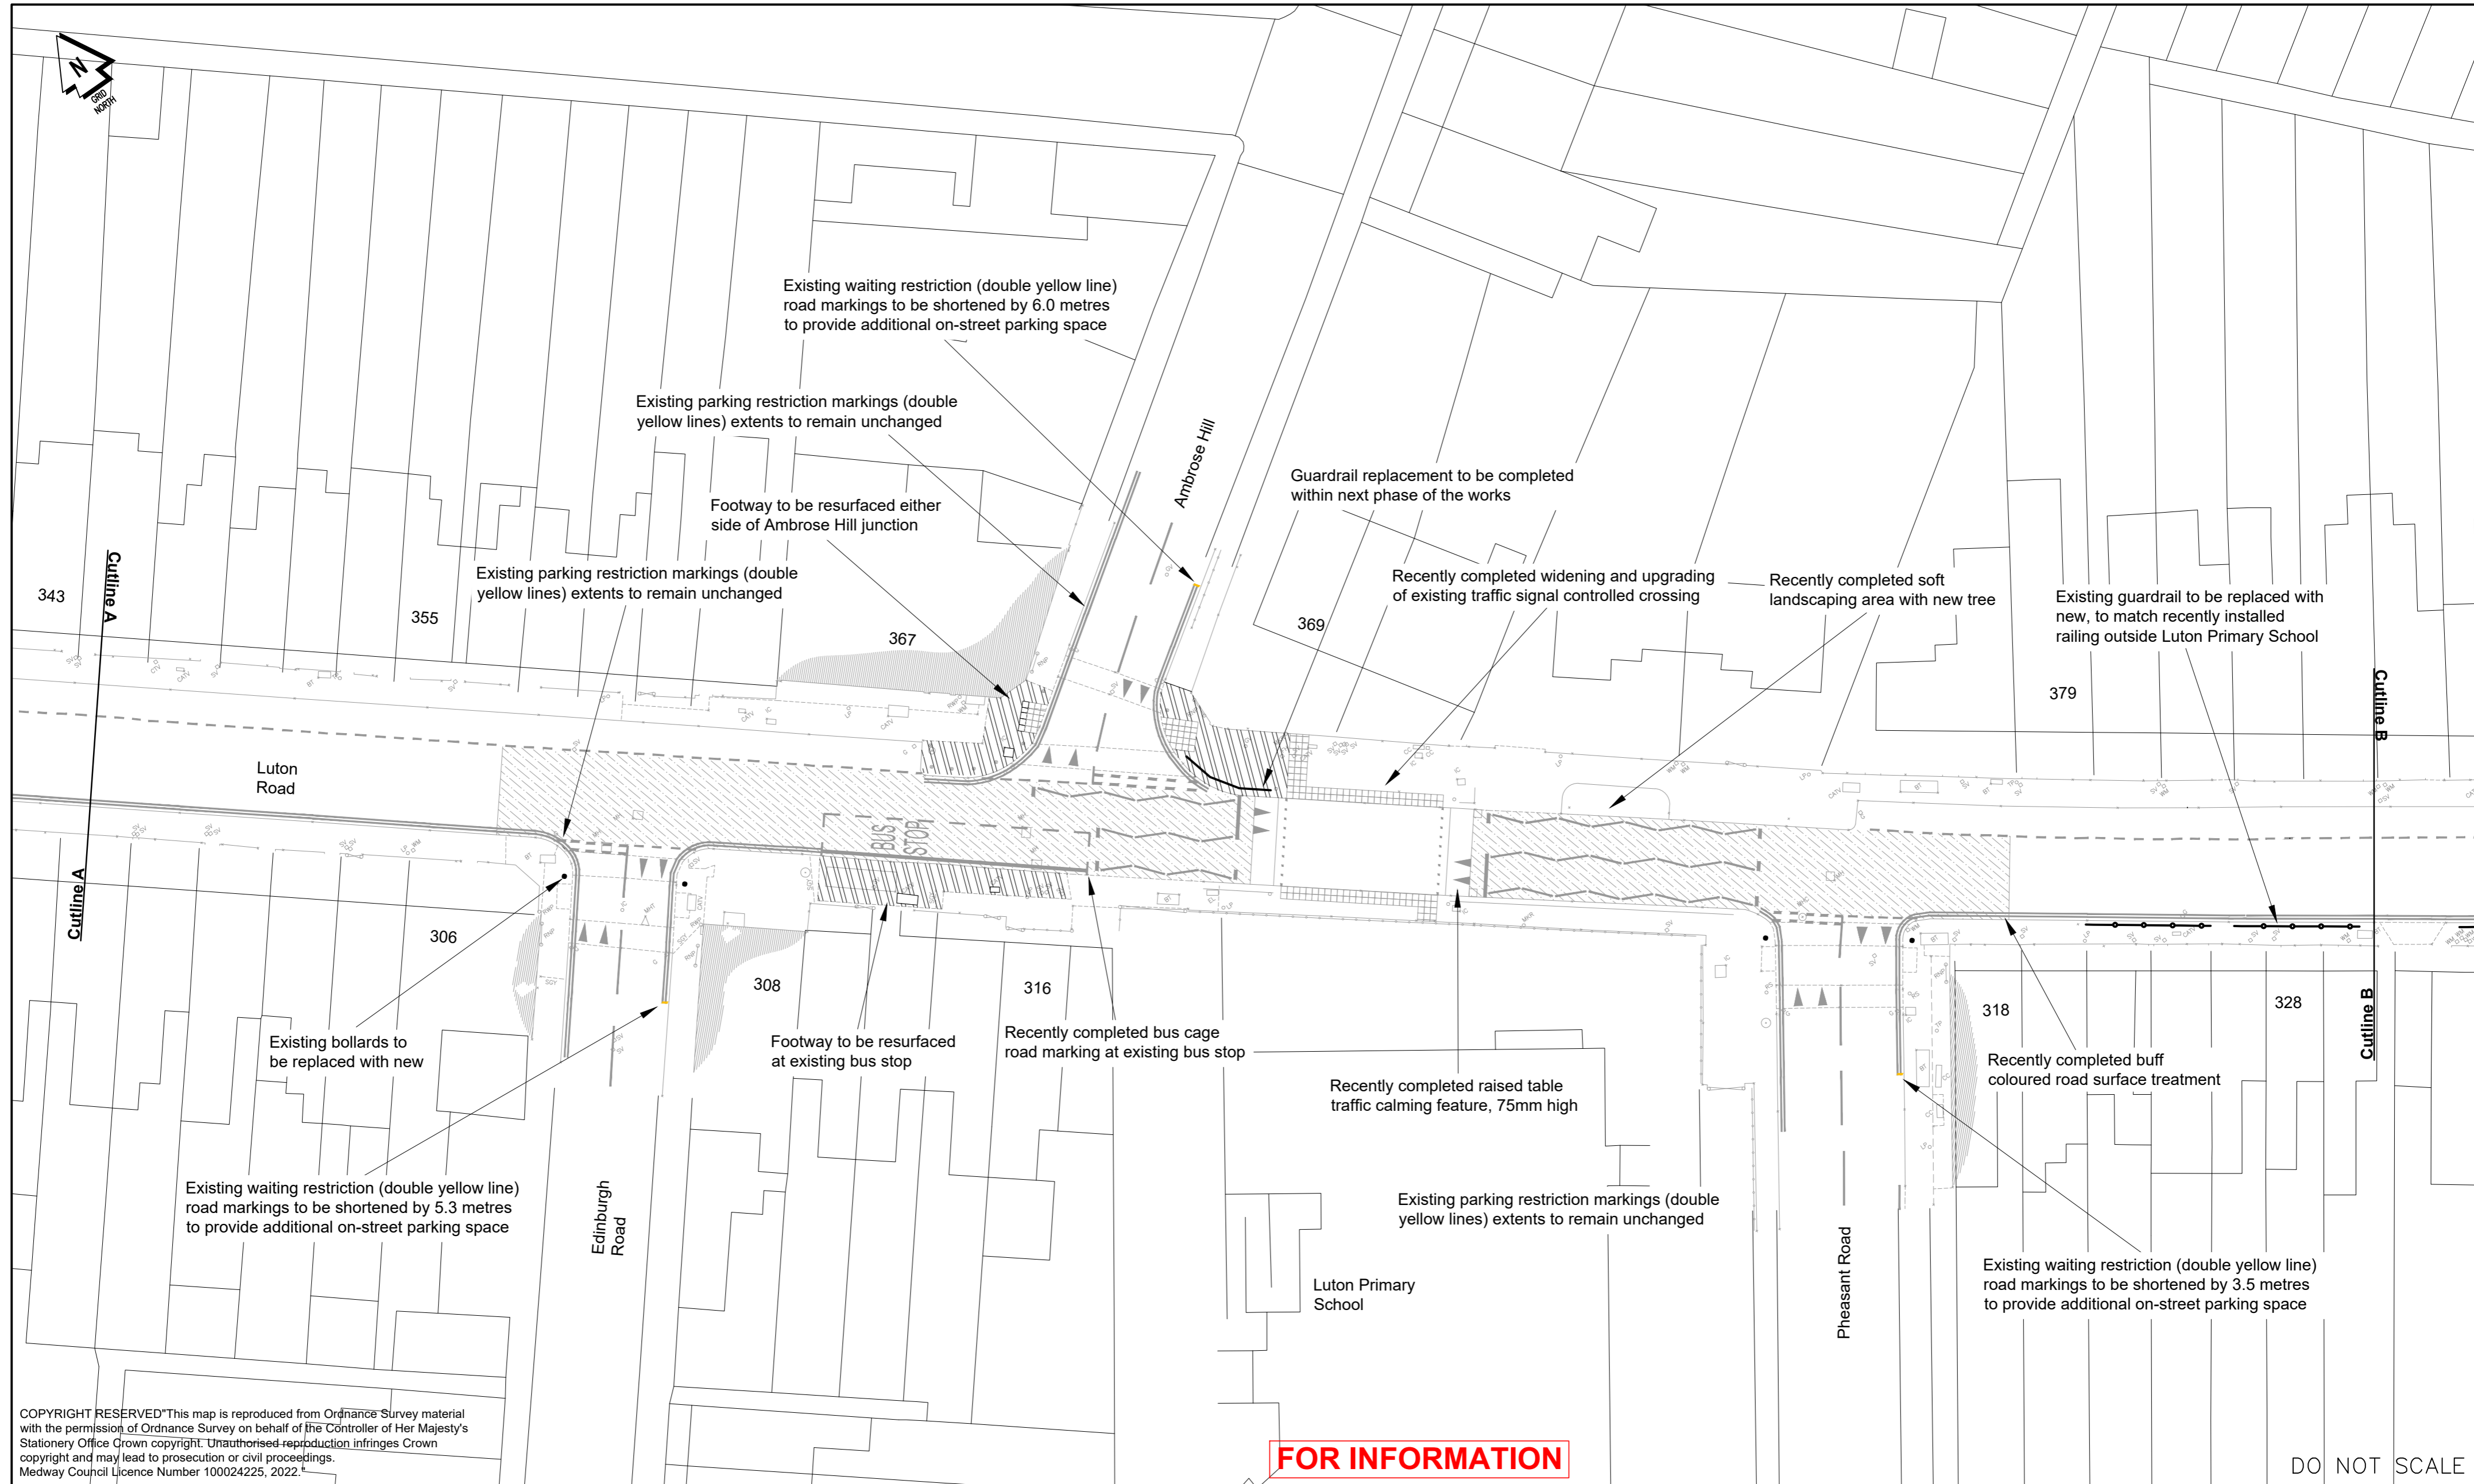 N
GRID
NORTH
Existing waiting restriction (double yellow line)
road markings to be shortened by 6.0 metres
to provide additional on-street parking space
Existing parking restriction markings (double
yellow lines) extents to remain unchanged
Ambrose Hill
Guardrail replacement to be completed
within next phase of the works
Footway to be resurfaced either
side of Ambrose Hill junction
Existing parking restriction markings (double
yellow lines) extents to remain unchanged
Recently completed widening and upgrading
of existing traffic signal controlled crossing
Recently completed soft
landscaping area with new tree
Existing guardrail to be replaced with
new, to match recently installed
railing outside Luton Primary School
Cutline A
343
355
367
369
379
Cutline B
Luton
Road
BUS
STOP
Cutline A
306
308
316
318
328
Cutline B
Existing bollards to
be replaced with new
Footway to be resurfaced
at existing bus stop
Recently completed bus cage
road marking at existing bus stop
Recently completed raised table
traffic calming feature, 75mm high
Recently completed buff
coloured road surface treatment
Existing waiting restriction (double yellow line)
road markings to be shortened by 5.3 metres
to provide additional on-street parking space
Edinburgh
Road
Existing parking restriction markings (double
yellow lines) extents to remain unchanged
Pheasant Road
Luton Primary
School
Existing waiting restriction (double yellow line)
road markings to be shortened by 3.5 metres
to provide additional on-street parking space
COPYRIGHT RESERVED"This map is reproduced from Ordnance Survey material
with the permission of Ordnance Survey on behalf of the Controller of Her Majesty's
Stationery Office Crown copyright. Unauthorised reproduction infringes Crown
copyright and may lead to prosecution or civil proceedings.
Medway Council Licence Number 100024225, 2022."
FOR INFORMATION
DO NOT SCALE